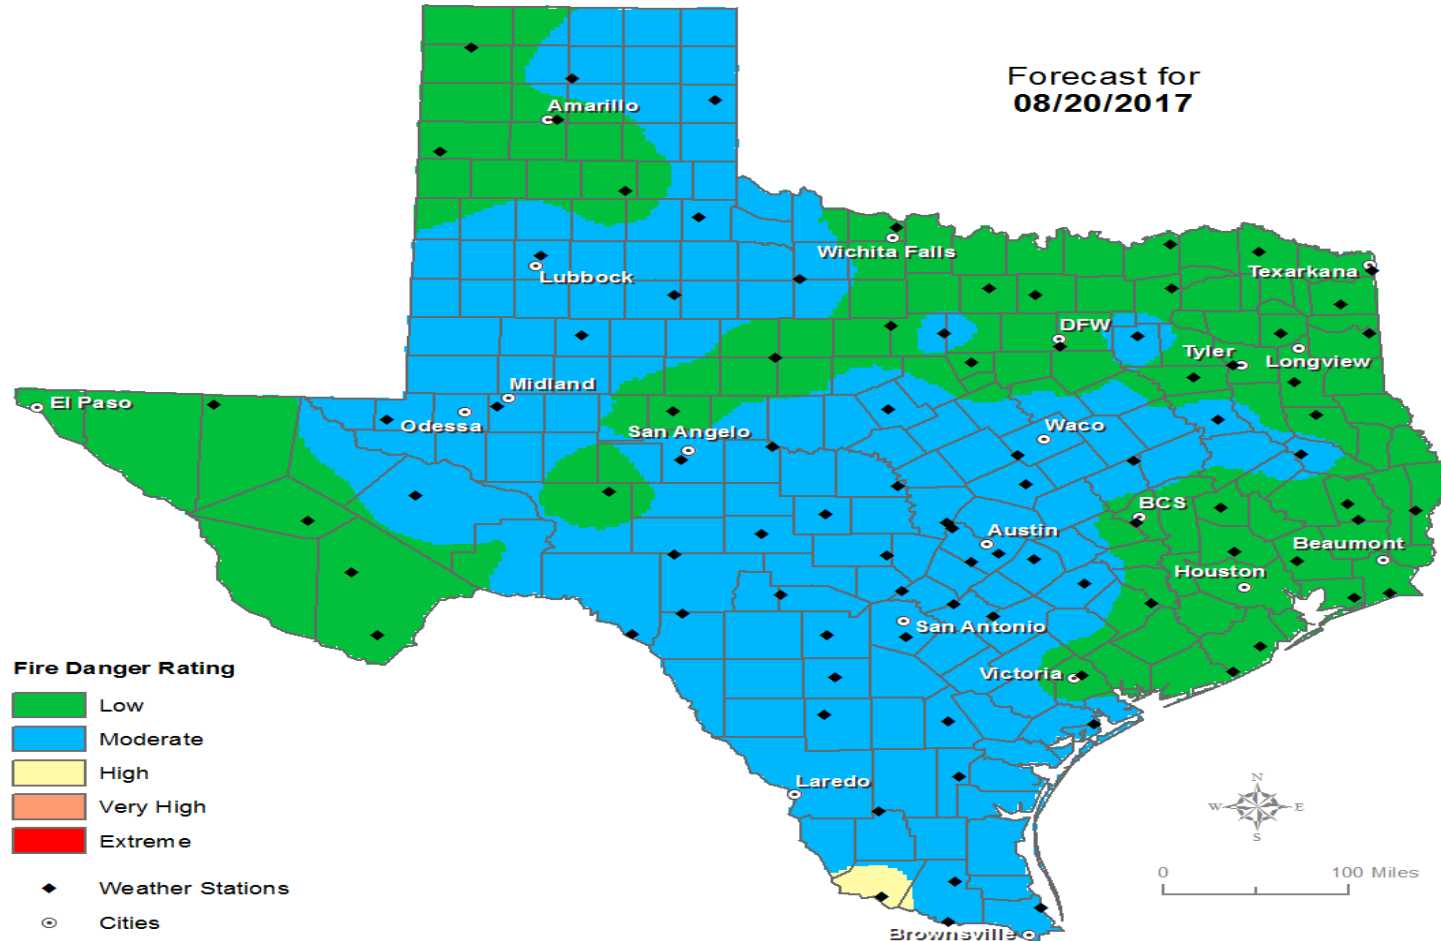 Forecast for
08/20/2017
Amarillo
Wichita Falls
Texarkana
Lubbock
DFW
Tyler
Longview
Midland
El Paso
Odessa
San Angelo
Waco
BCS
Austin
Beaumont
Houston
San Antonio
Victoria
Laredo
Brownsville
Fire Danger Rating
Low
Moderate
High
Very High
Extreme
Weather Stations
Cities
N
W E
S
0 100 Miles